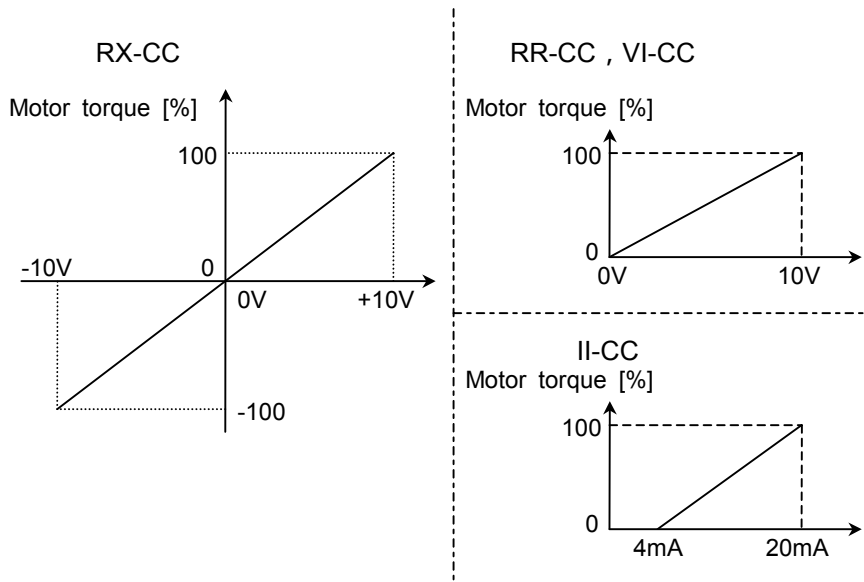 RX-CC
Motor torque [%]
100
-10V
0
0V
+10V
-100
RR-CC , VI-CC
Motor torque [%]
100
0
0V
10V
II-CC
Motor torque [%]
100
0
4mA
20mA